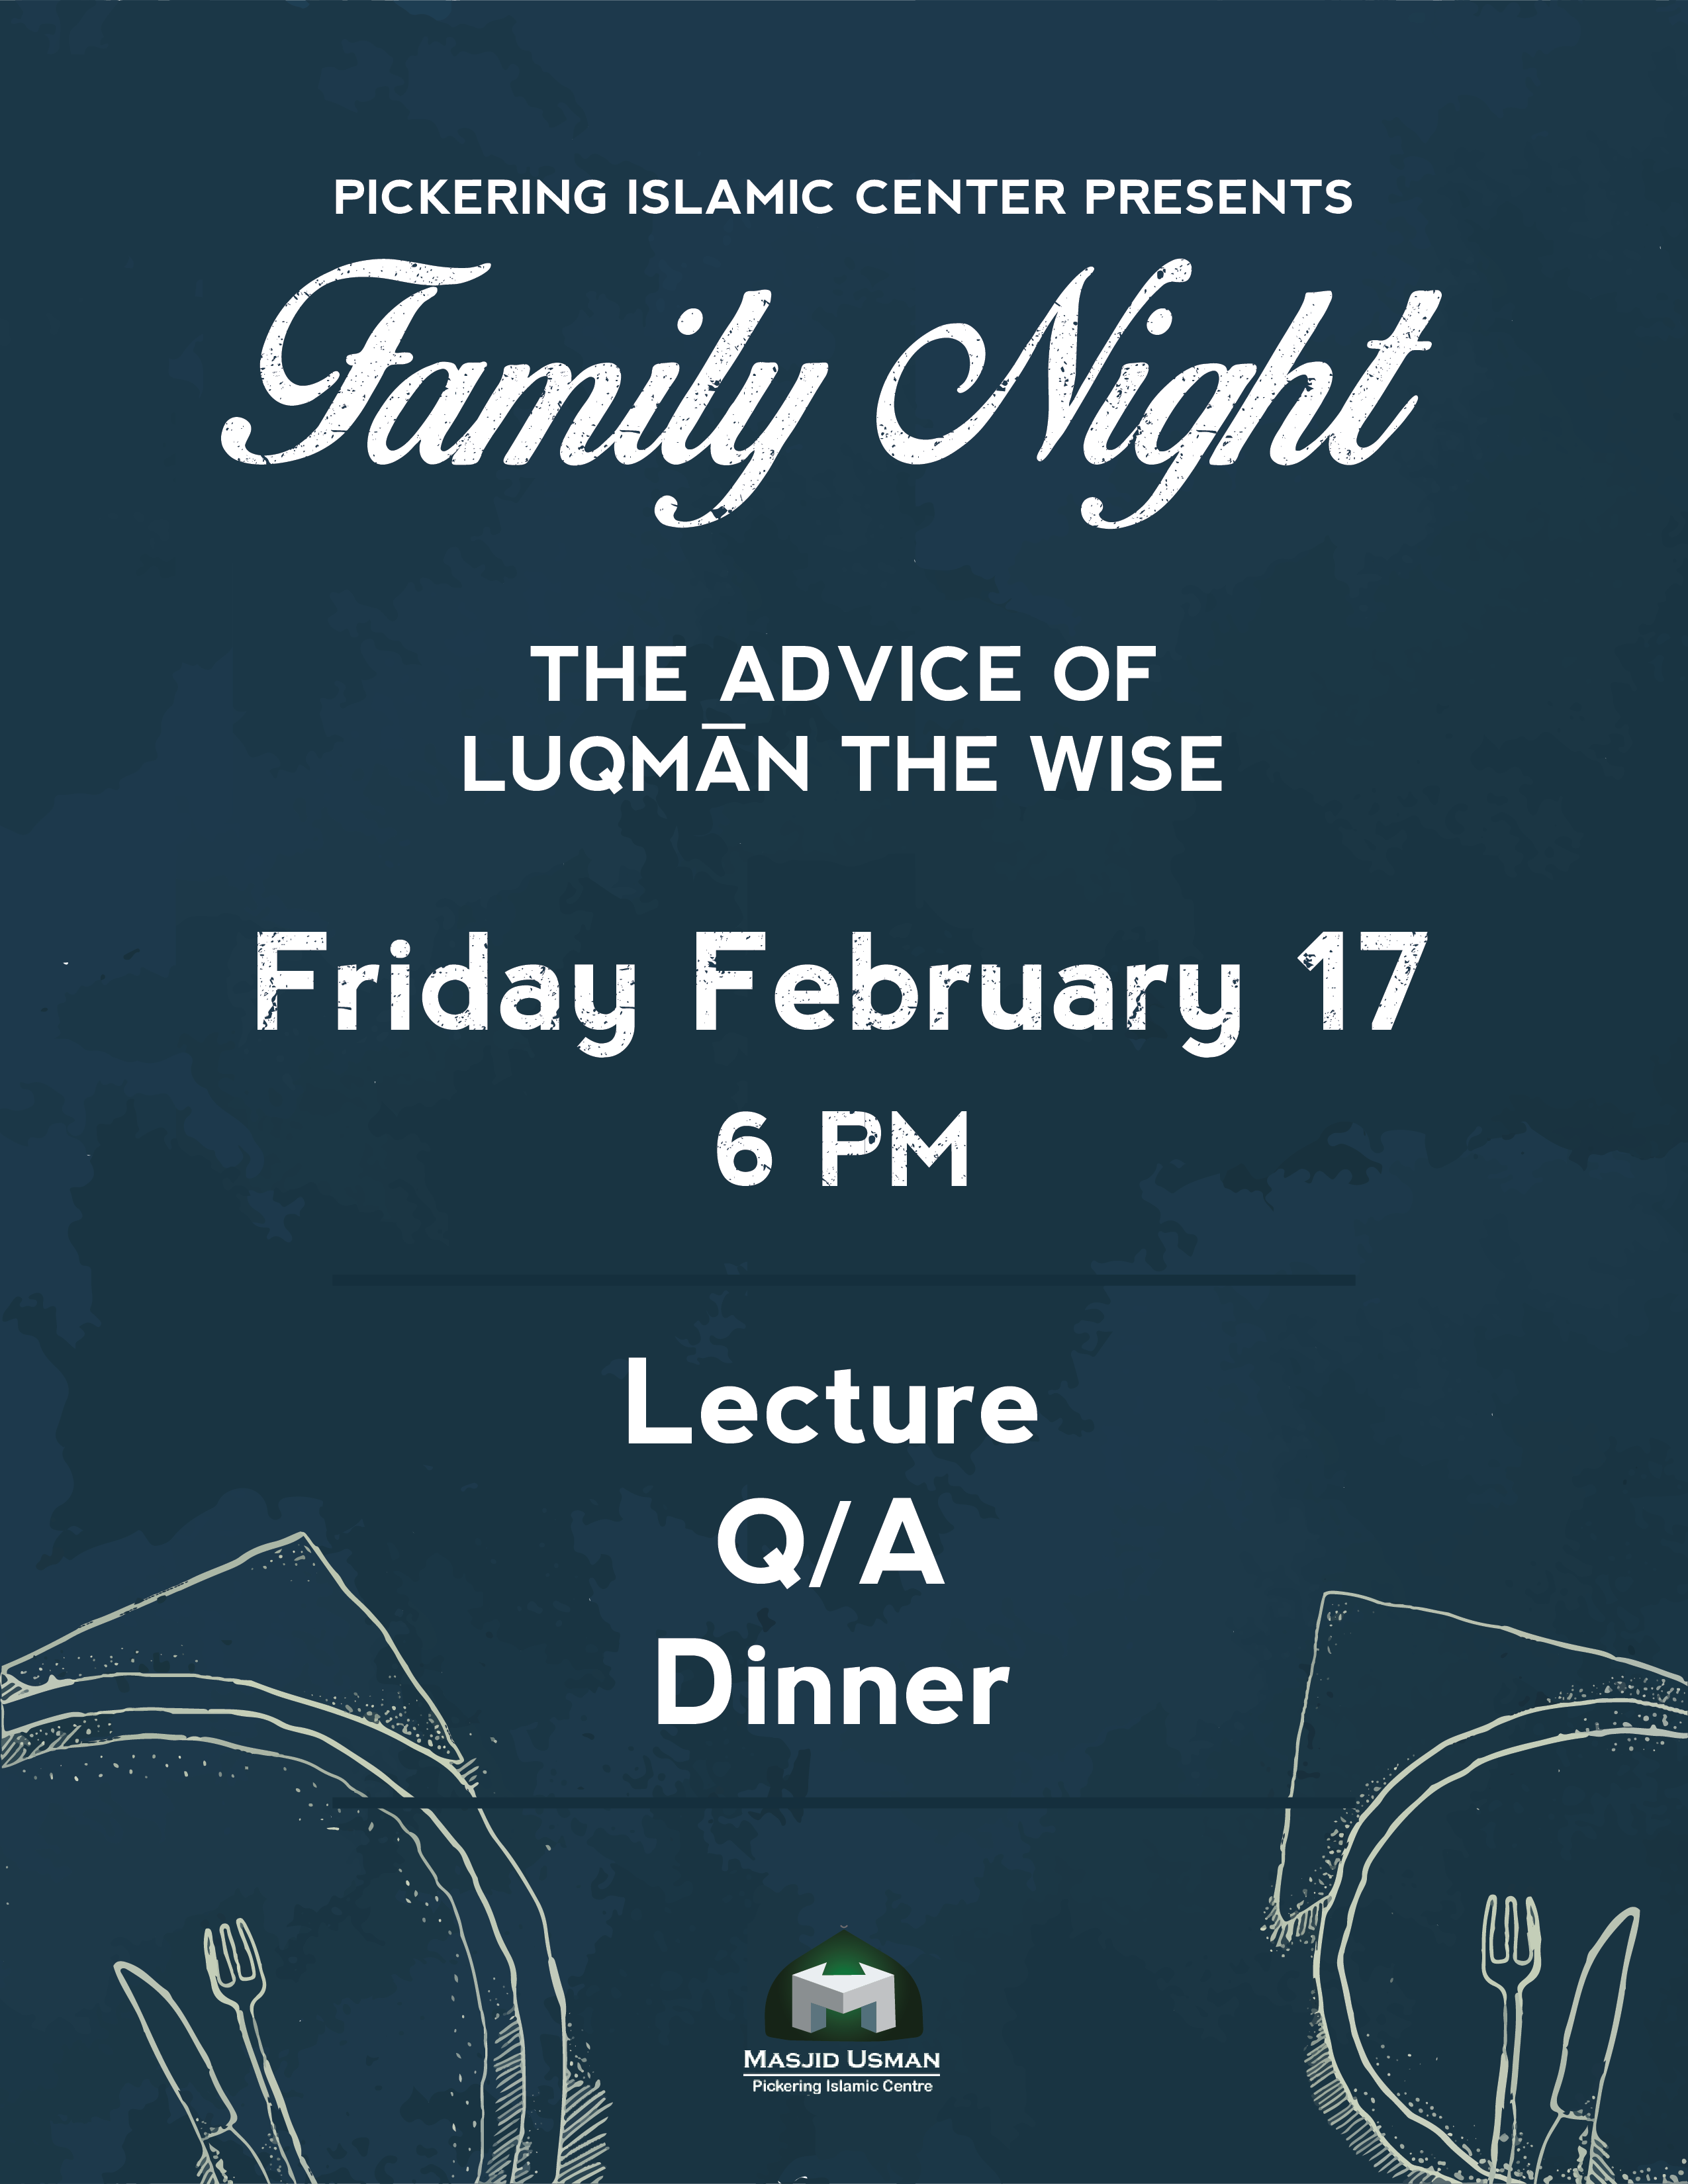 PICKERING ISLAMIC CENTER PRESENTS
Family Night
THE ADVICE OF
LUQMĀN THE WISE
Friday February 17
6 PM
Lecture
Q/A
Dinner
MASJID USMAN
Pickering Islamic Centre